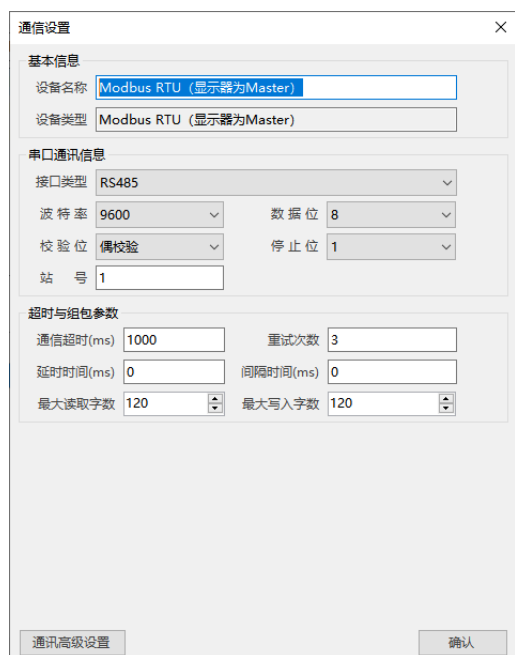 通信设置
基本信息
设备名称 Modbus RTU（显示器为Master）
设备类型 Modbus RTU（显示器为Master）
串口通讯信息
接口类型 RS485
波特率 9600 数据位 8
校验位 偶校验 停止位 1
站 号 1
超时与组包参数
通信超时(ms) 1000 重试次数 3
延时时间(ms) 0 间隔时间(ms) 0
最大读取字数 120 最大写入字数 120
通讯高级设置 确认